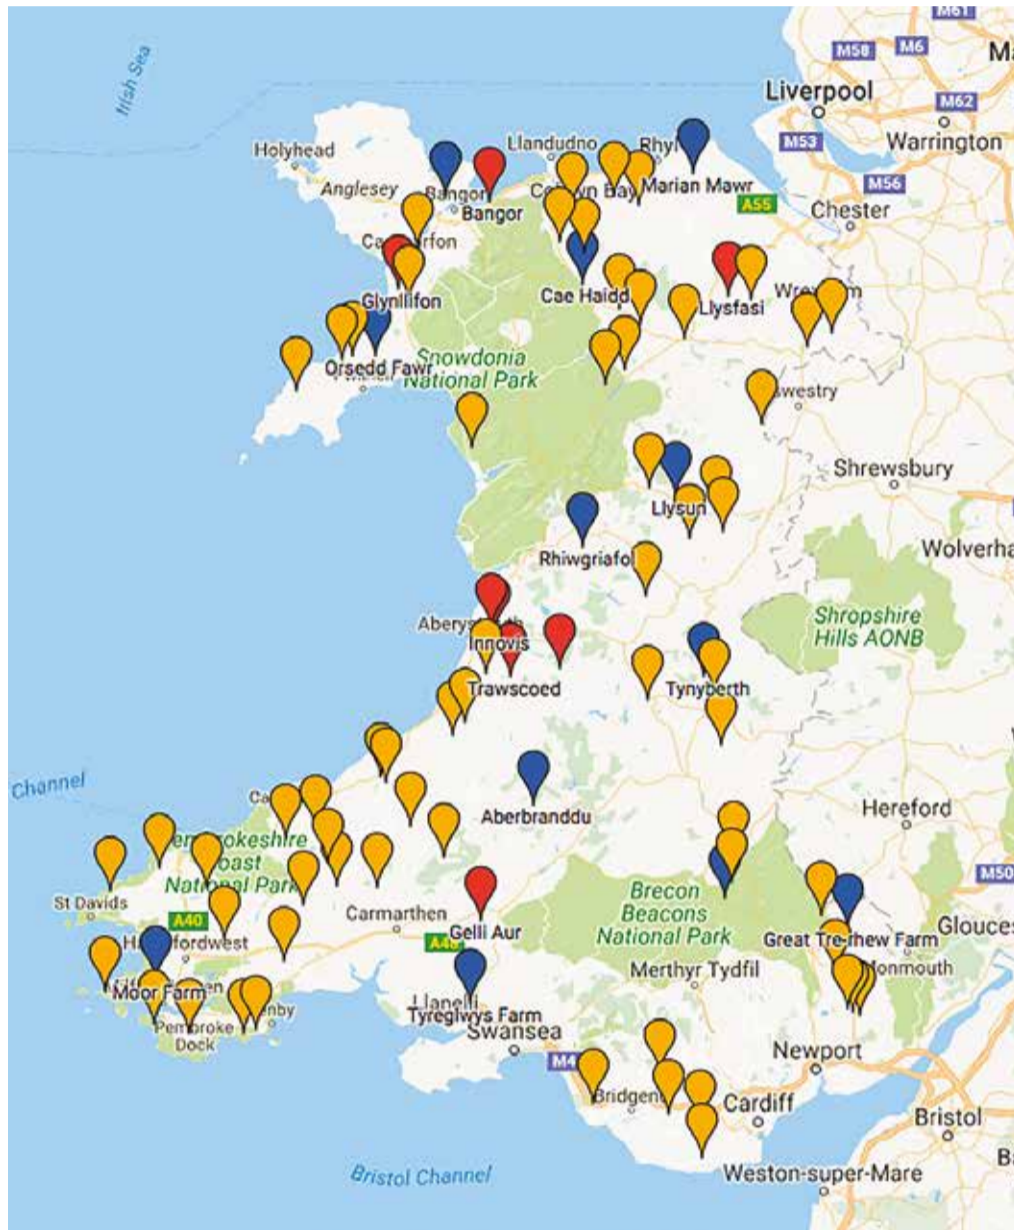 M61
M58
M6
Irish Sea
Liverpool
M62
Warrington
M53
Llandudno
Rhyl
Holyhead
Anglesey
Bangor
Marian Mawr
M56
Bangor
A55
Chester
Glynllifon
Cae Haidd
Llysfasi
Orsedd Fawr
Snowdonia
National Park
Shrewsbury
Llysun
Rhiwgriafol
Shropshire
Hills AONB
Innovis
Trawscoed
Tynyberth
Channel
Aberbranddu
Hereford
M50
Brecon
Beacons
National Park
St Davids
A40
Carmarthen
A48
Gelli Aur
Great Tre-rhew Farm
Merthyr Tydfil
Monmouth
Moor Farm
Llanelli
Tyreglwys Farm
Pembroke
Dock
Swansea
M4
Newport
Cardiff
Bristol
Bristol Channel
Weston-super-Mare